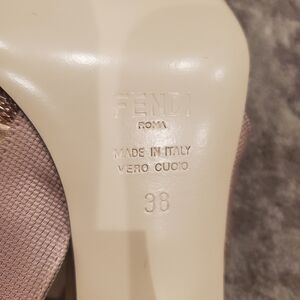 FENDI
ROMA
MADE IN ITALY
VERO CUOIO
38